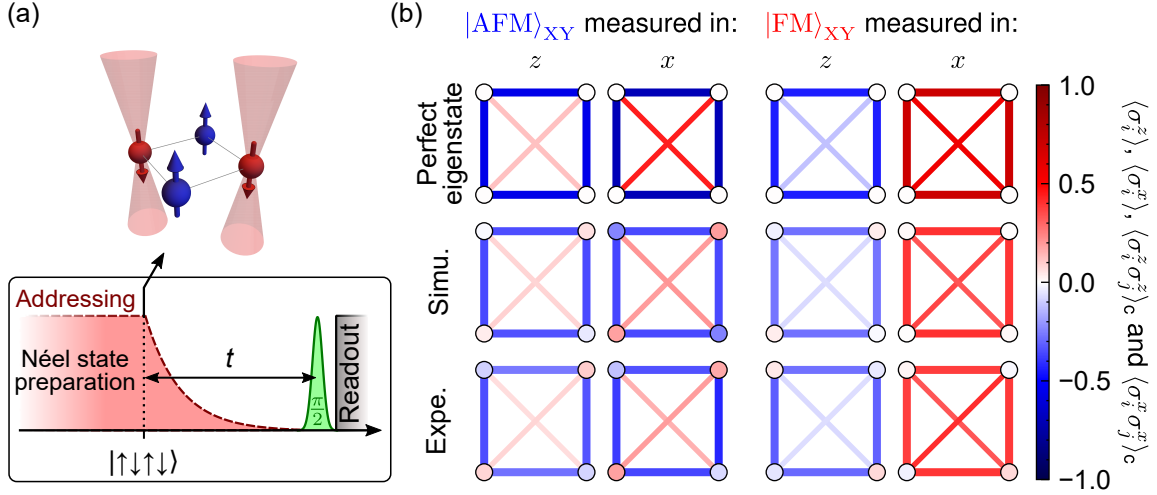 (a)
Addressing
Néel state
preparation
t
π/2
Readout
|↑↓↑↓⟩
(b)
|AFM⟩XY measured in: |FM⟩XY measured in:
z x z x
Perfect
eigenstate
Simu.
Expe.
1.0
0.5
0.0
−0.5
−1.0
⟨σᵢᶻ⟩, ⟨σᵢˣ⟩, ⟨σᵢᶻσⱼᶻ⟩c and ⟨σᵢˣσⱼˣ⟩c